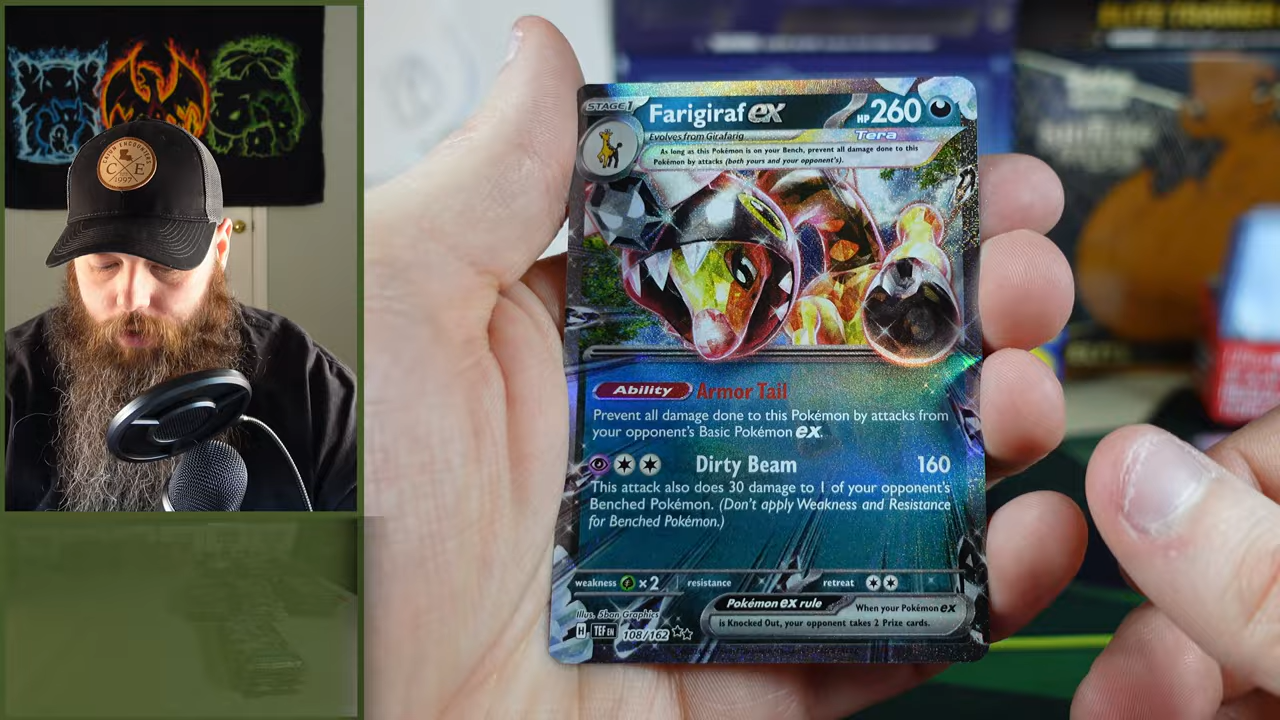 C E
1997
STAGE 1
Farigiraf ex
HP 260
Evolves from Girafarig
Tera
As long as this Pokémon is on your Bench, prevent all damage done to this
Pokémon by attacks (both yours and your opponent's).
Ability Armor Tail
Prevent all damage done to this Pokémon by attacks from
your opponent's Basic Pokémon ex.
Dirty Beam 160
This attack also does 30 damage to 1 of your opponent's
Benched Pokémon. (Don't apply Weakness and Resistance
for Benched Pokémon.)
weakness ×2 resistance retreat
Illus. 5ban Graphics
Pokémon ex rule
When your Pokémon ex
is Knocked Out, your opponent takes 2 Prize cards.
H TEF EN 108/162